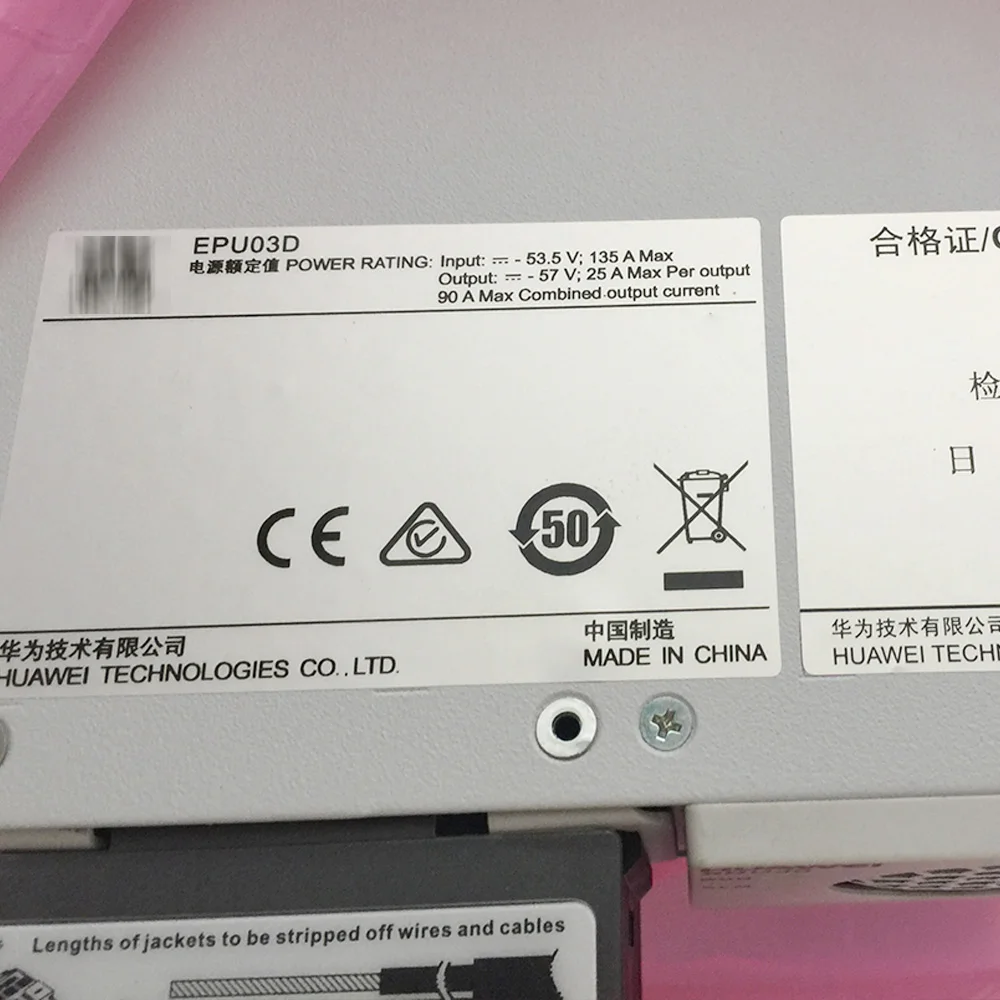 EPU03D
电源额定值 POWER RATING: Input: ⎓ - 53.5 V; 135 A Max
Output: ⎓ - 57 V; 25 A Max Per output
90 A Max Combined output current
CE
50
华为技术有限公司
HUAWEI TECHNOLOGIES CO.,LTD.
中国制造
MADE IN CHINA
合格证/
检
日
华为技术有限公
HUAWEI TECH
Lengths of jackets to be stripped off wires and cables